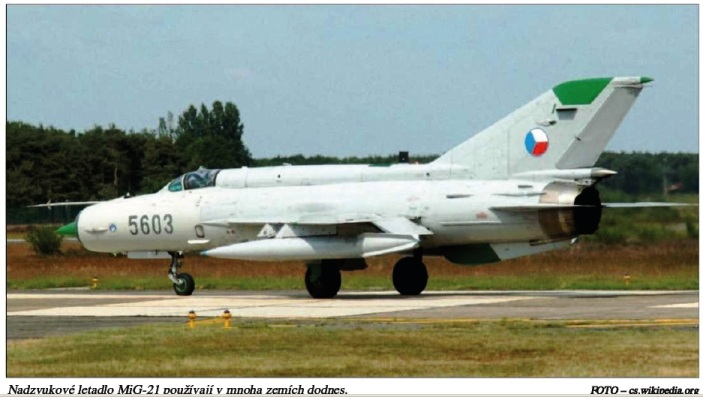 5603
Nadzvukové letadlo MiG-21 používají v mnoha zemích dodnes.
FOTO – cs.wikipedia.org